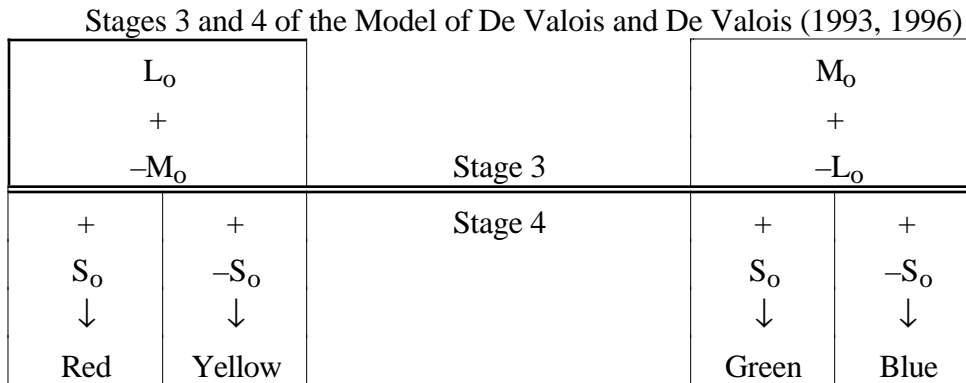 Stages 3 and 4 of the Model of De Valois and De Valois (1993, 1996)
Lo Mo
+ +
–Mo Stage 3 –Lo
+ + Stage 4 + +
So –So So –So
↓ ↓ ↓ ↓
Red Yellow Green Blue